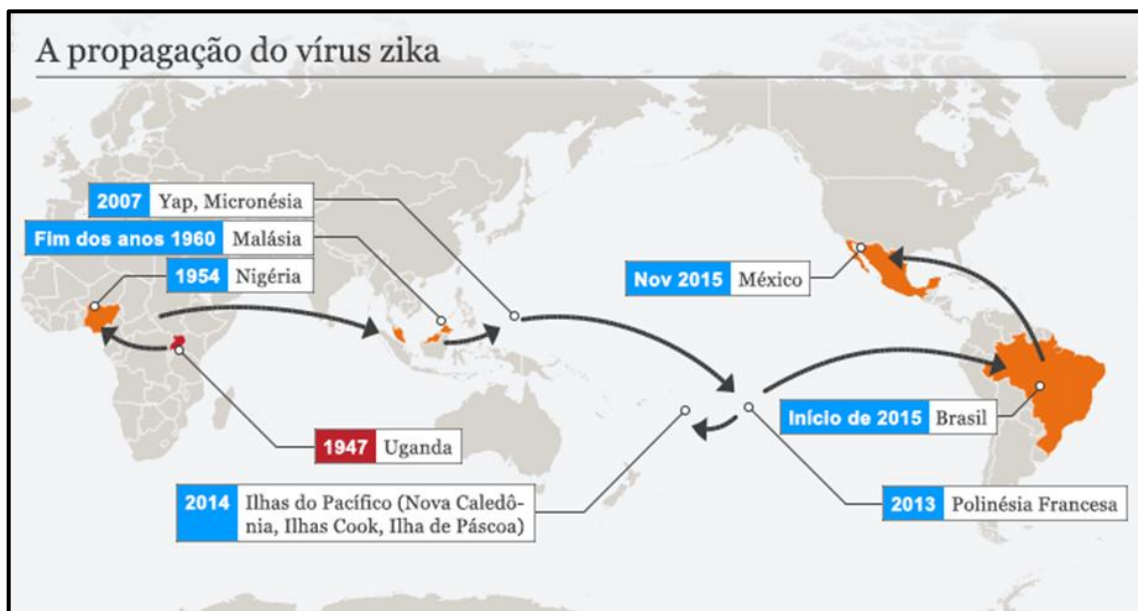 A propagação do vírus zika
2007 Yap, Micronésia
Fim dos anos 1960 Malásia
1954 Nigéria
Nov 2015 México
Início de 2015 Brasil
1947 Uganda
2014 Ilhas do Pacífico (Nova Caledô-
nia, Ilhas Cook, Ilha de Páscoa)
2013 Polinésia Francesa